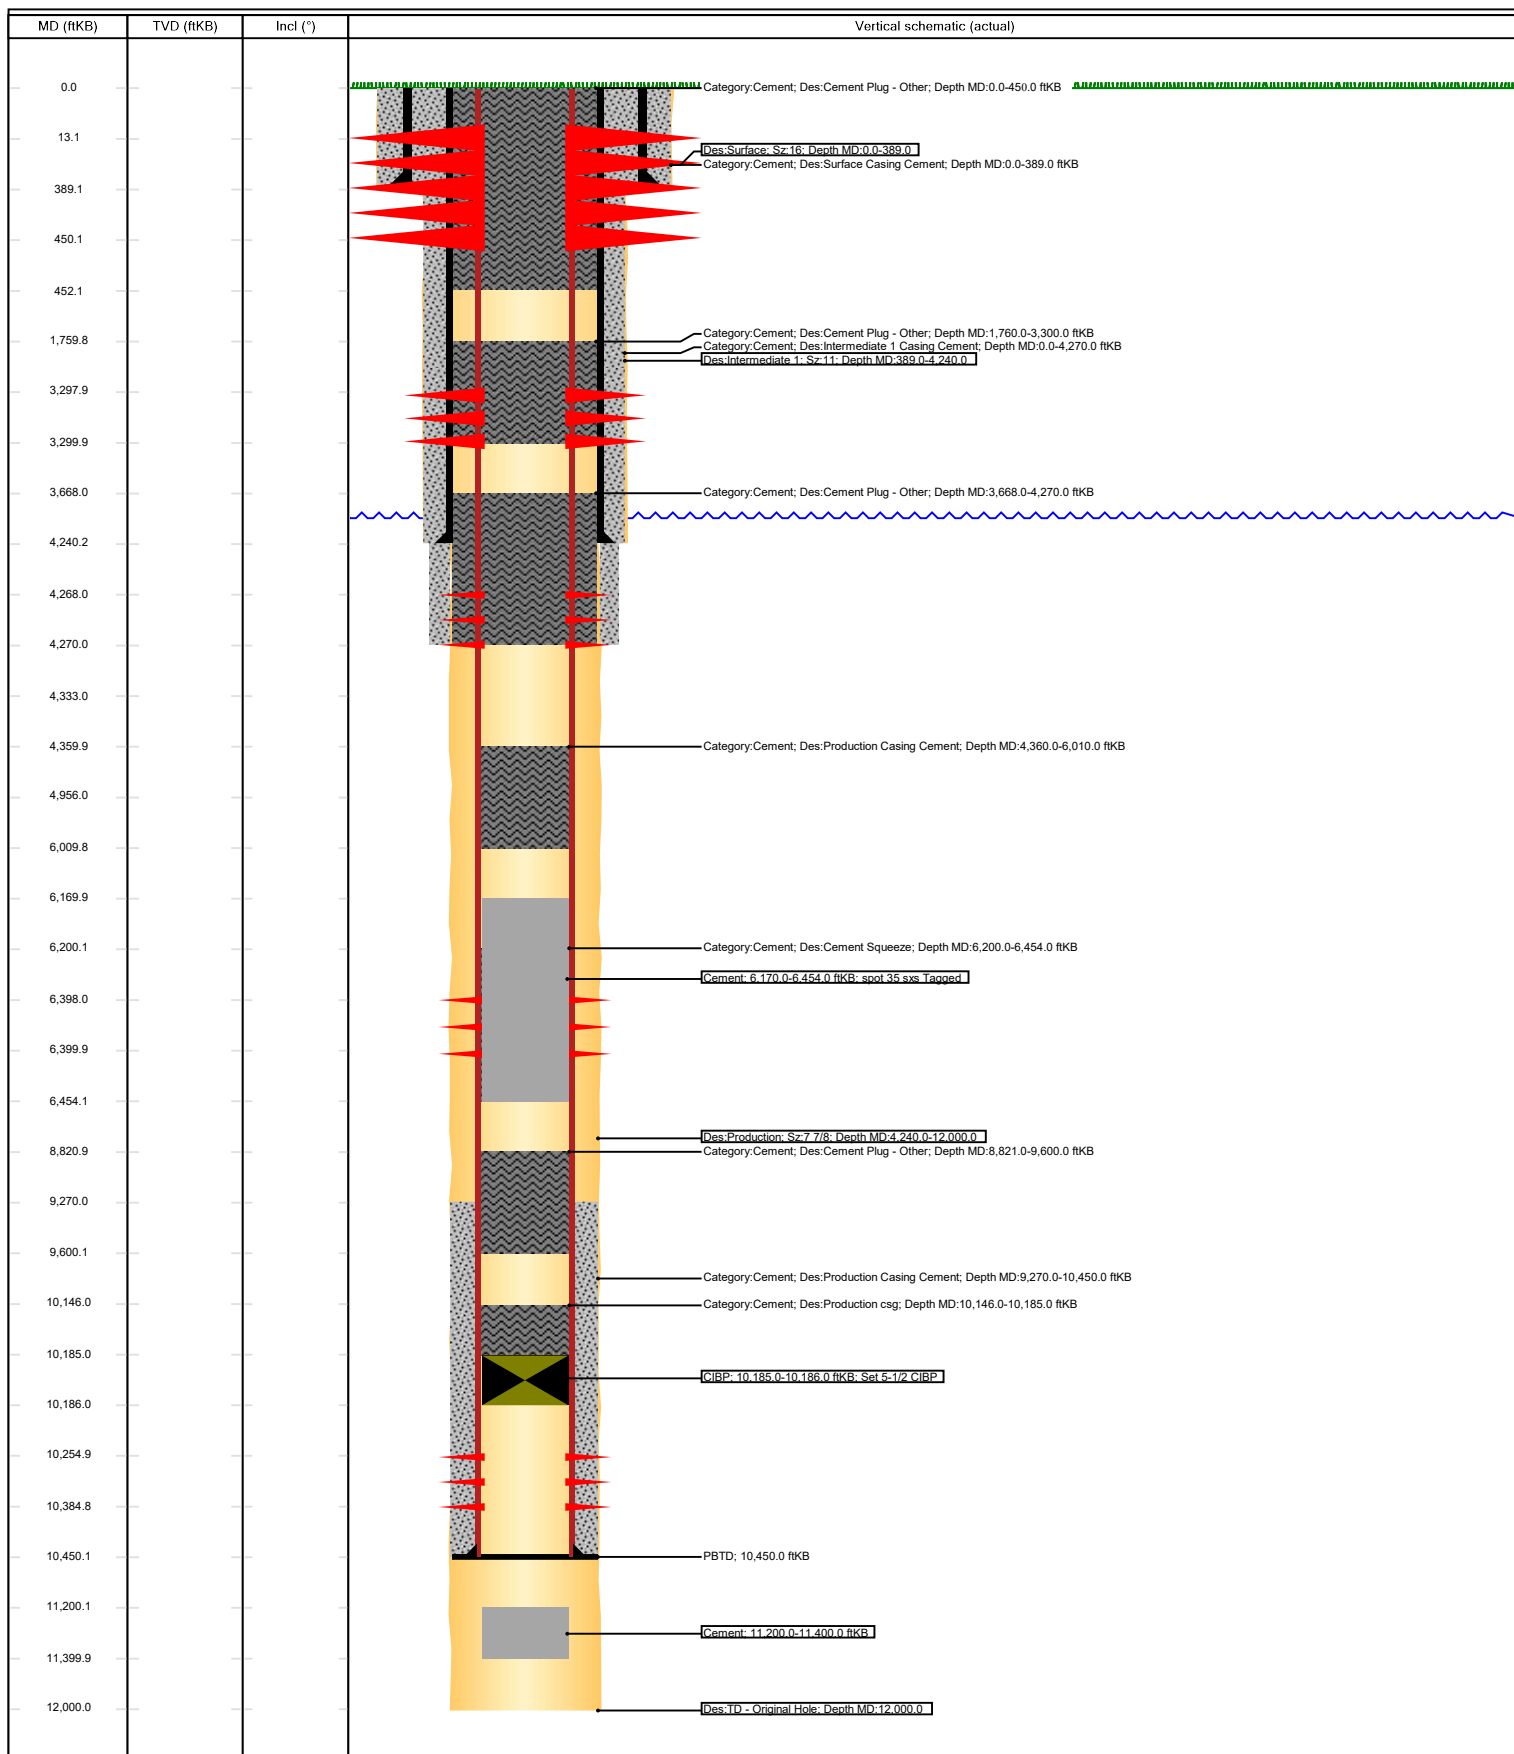 MD (ftKB) TVD (ftKB) Incl (°) Vertical schematic (actual)
0.0 Category:Cement; Des:Cement Plug - Other; Depth MD:0.0-450.0 ftKB
13.1
Des:Surface; Sz:16; Depth MD:0.0-389.0
Category:Cement; Des:Surface Casing Cement; Depth MD:0.0-389.0 ftKB
389.1
450.1
452.1
Category:Cement; Des:Cement Plug - Other; Depth MD:1,760.0-3,300.0 ftKB
1,759.8
Category:Cement; Des:Intermediate 1 Casing Cement; Depth MD:0.0-4,270.0 ftKB
Des:Intermediate 1; Sz:11; Depth MD:389.0-4,240.0
3,297.9
3,299.9
3,668.0 Category:Cement; Des:Cement Plug - Other; Depth MD:3,668.0-4,270.0 ftKB
4,240.2
4,268.0
4,270.0
4,333.0
4,359.9 Category:Cement; Des:Production Casing Cement; Depth MD:4,360.0-6,010.0 ftKB
4,956.0
6,009.8
6,169.9
6,200.1 Category:Cement; Des:Cement Squeeze; Depth MD:6,200.0-6,454.0 ftKB
Cement; 6,170.0-6,454.0 ftKB; spot 35 sxs Tagged
6,398.0
6,399.9
6,454.1
Des:Production; Sz:7 7/8; Depth MD:4,240.0-12,000.0
8,820.9 Category:Cement; Des:Cement Plug - Other; Depth MD:8,821.0-9,600.0 ftKB
9,270.0
9,600.1
Category:Cement; Des:Production Casing Cement; Depth MD:9,270.0-10,450.0 ftKB
10,146.0 Category:Cement; Des:Production csg; Depth MD:10,146.0-10,185.0 ftKB
10,185.0
CIBP; 10,185.0-10,186.0 ftKB; Set 5-1/2 CIBP
10,186.0
10,254.9
10,384.8
10,450.1 PBTD; 10,450.0 ftKB
11,200.1
Cement; 11,200.0-11,400.0 ftKB
11,399.9
12,000.0 Des:TD - Original Hole; Depth MD:12,000.0